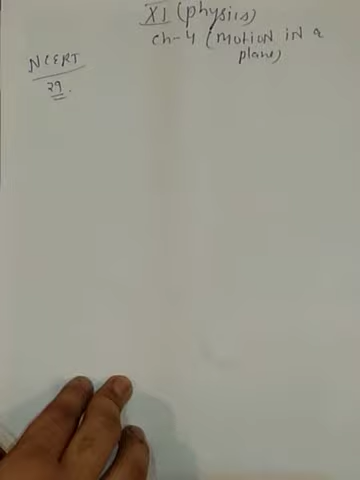 XI (physics)
ch-4 (motion in a
plane)
NCERT
29.